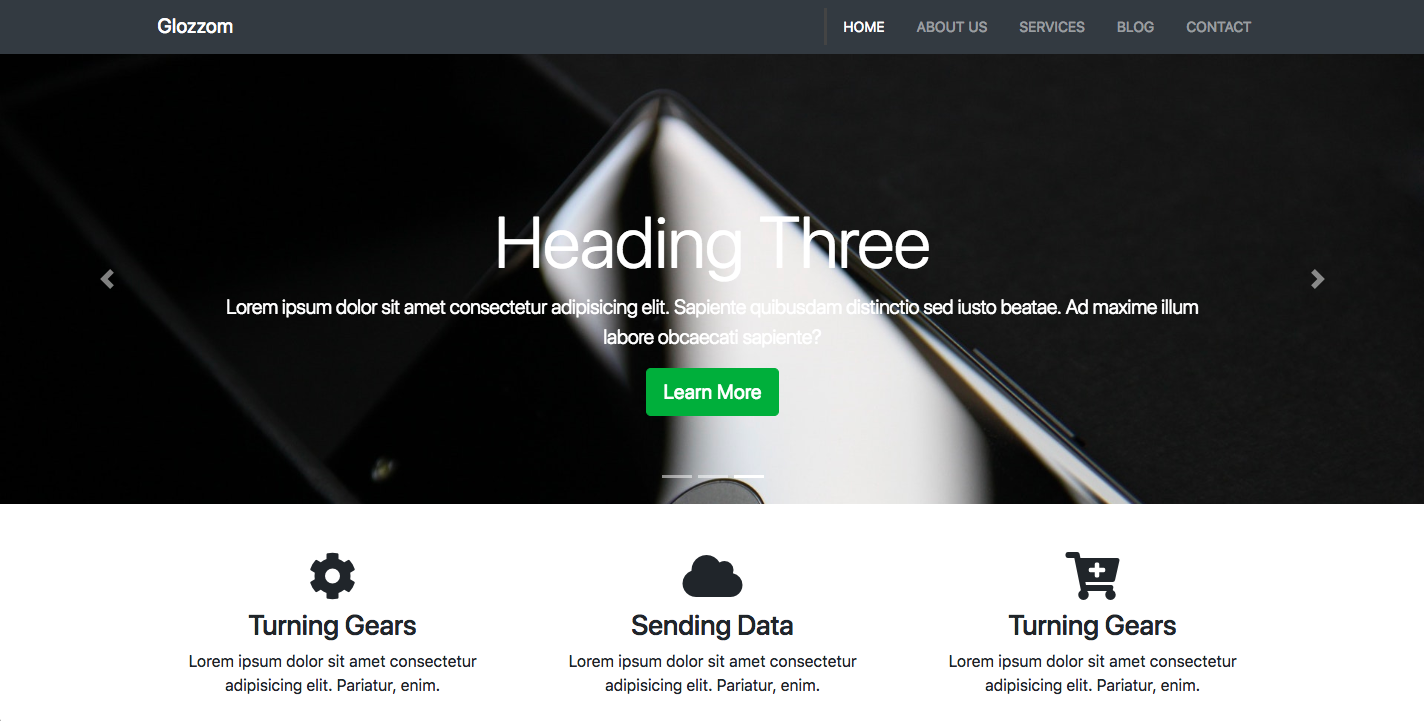 Glozzom
HOME ABOUT US SERVICES BLOG CONTACT
Heading Three
Lorem ipsum dolor sit amet consectetur adipisicing elit. Sapiente quibusdam distinctio sed iusto beatae. Ad maxime illum
labore obcaecati sapiente?
Learn More
Turning Gears
Lorem ipsum dolor sit amet consectetur
adipisicing elit. Pariatur, enim.
Sending Data
Lorem ipsum dolor sit amet consectetur
adipisicing elit. Pariatur, enim.
Turning Gears
Lorem ipsum dolor sit amet consectetur
adipisicing elit. Pariatur, enim.